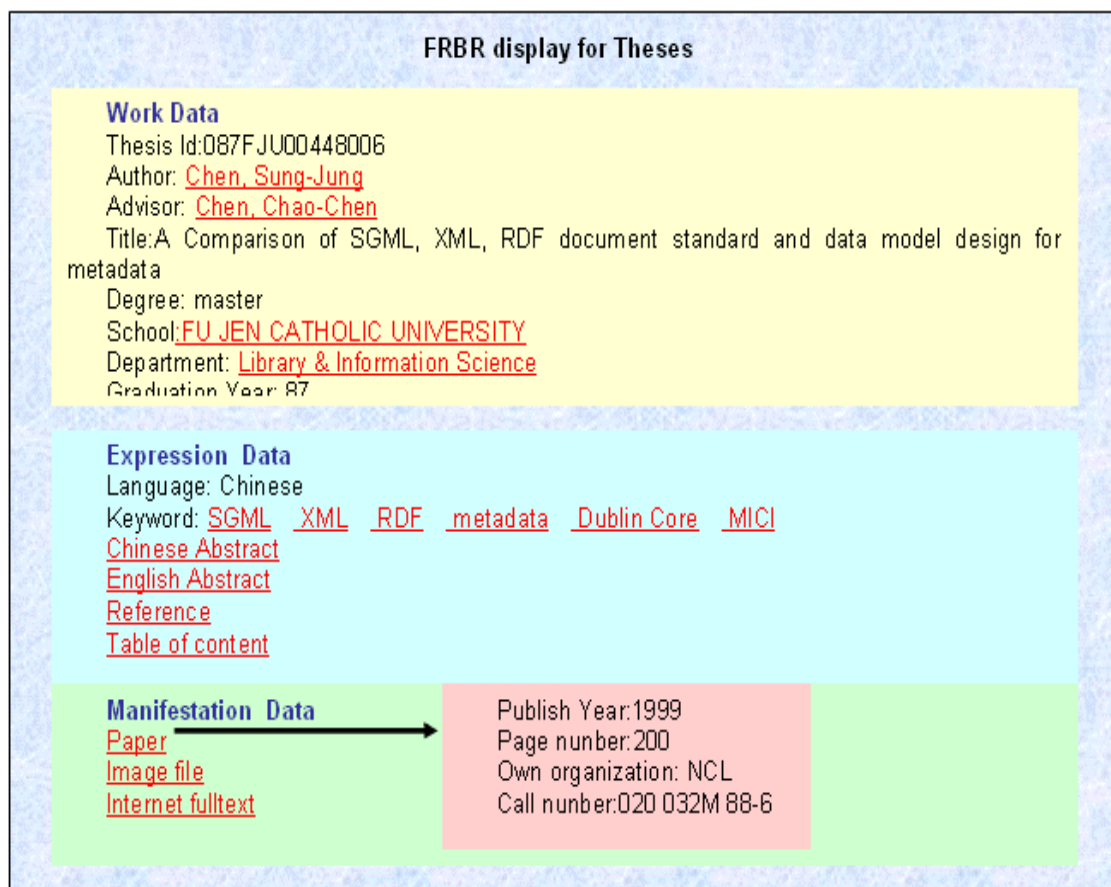 FRBR display for Theses
Work Data
Thesis Id:087FJU00448006
Author: Chen, Sung-Jung
Advisor: Chen, Chao-Chen
Title:A Comparison of SGML, XML, RDF document standard and data model design for
metadada
Degree: master
School:FU JEN CATHOLIC UNIVERSITY
Department: Library & Information Science
Graduation Year: 87
Expression Data
Language: Chinese
Keyword: SGML XML RDF metadata Dublin Core MICI
Chinese Abstract
English Abstract
Reference
Table of content
Manifestation Data
Paper
Image file
Internet fulltext
Publish Year:1999
Page nunber:200
Own organization: NCL
Call nunber:020 032M 88-6